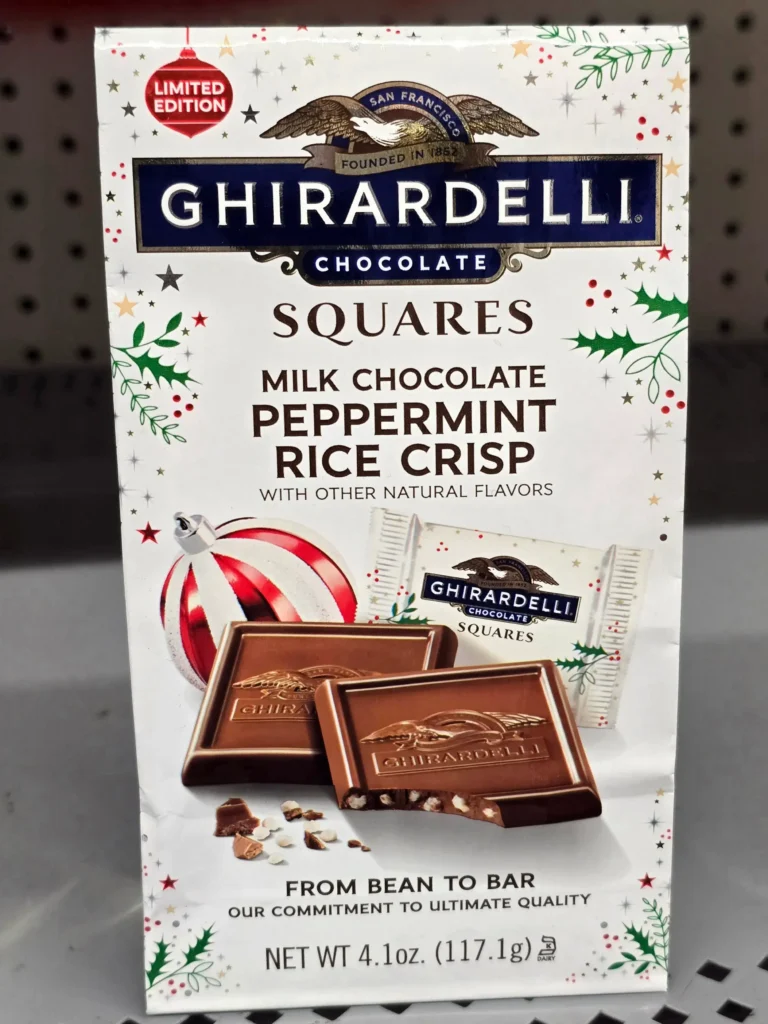 LIMITED
EDITION
SAN FRANCISCO
FOUNDED IN 1852
GHIRARDELLI®
CHOCOLATE
SQUARES
MILK CHOCOLATE
PEPPERMINT
RICE CRISP
WITH OTHER NATURAL FLAVORS
GHIRARDELLI
CHOCOLATE
SQUARES
GHIRA
GHIRARDELLI
FROM BEAN TO BAR
OUR COMMITMENT TO ULTIMATE QUALITY
NET WT 4.1oz. (117.1g)
K
DAIRY